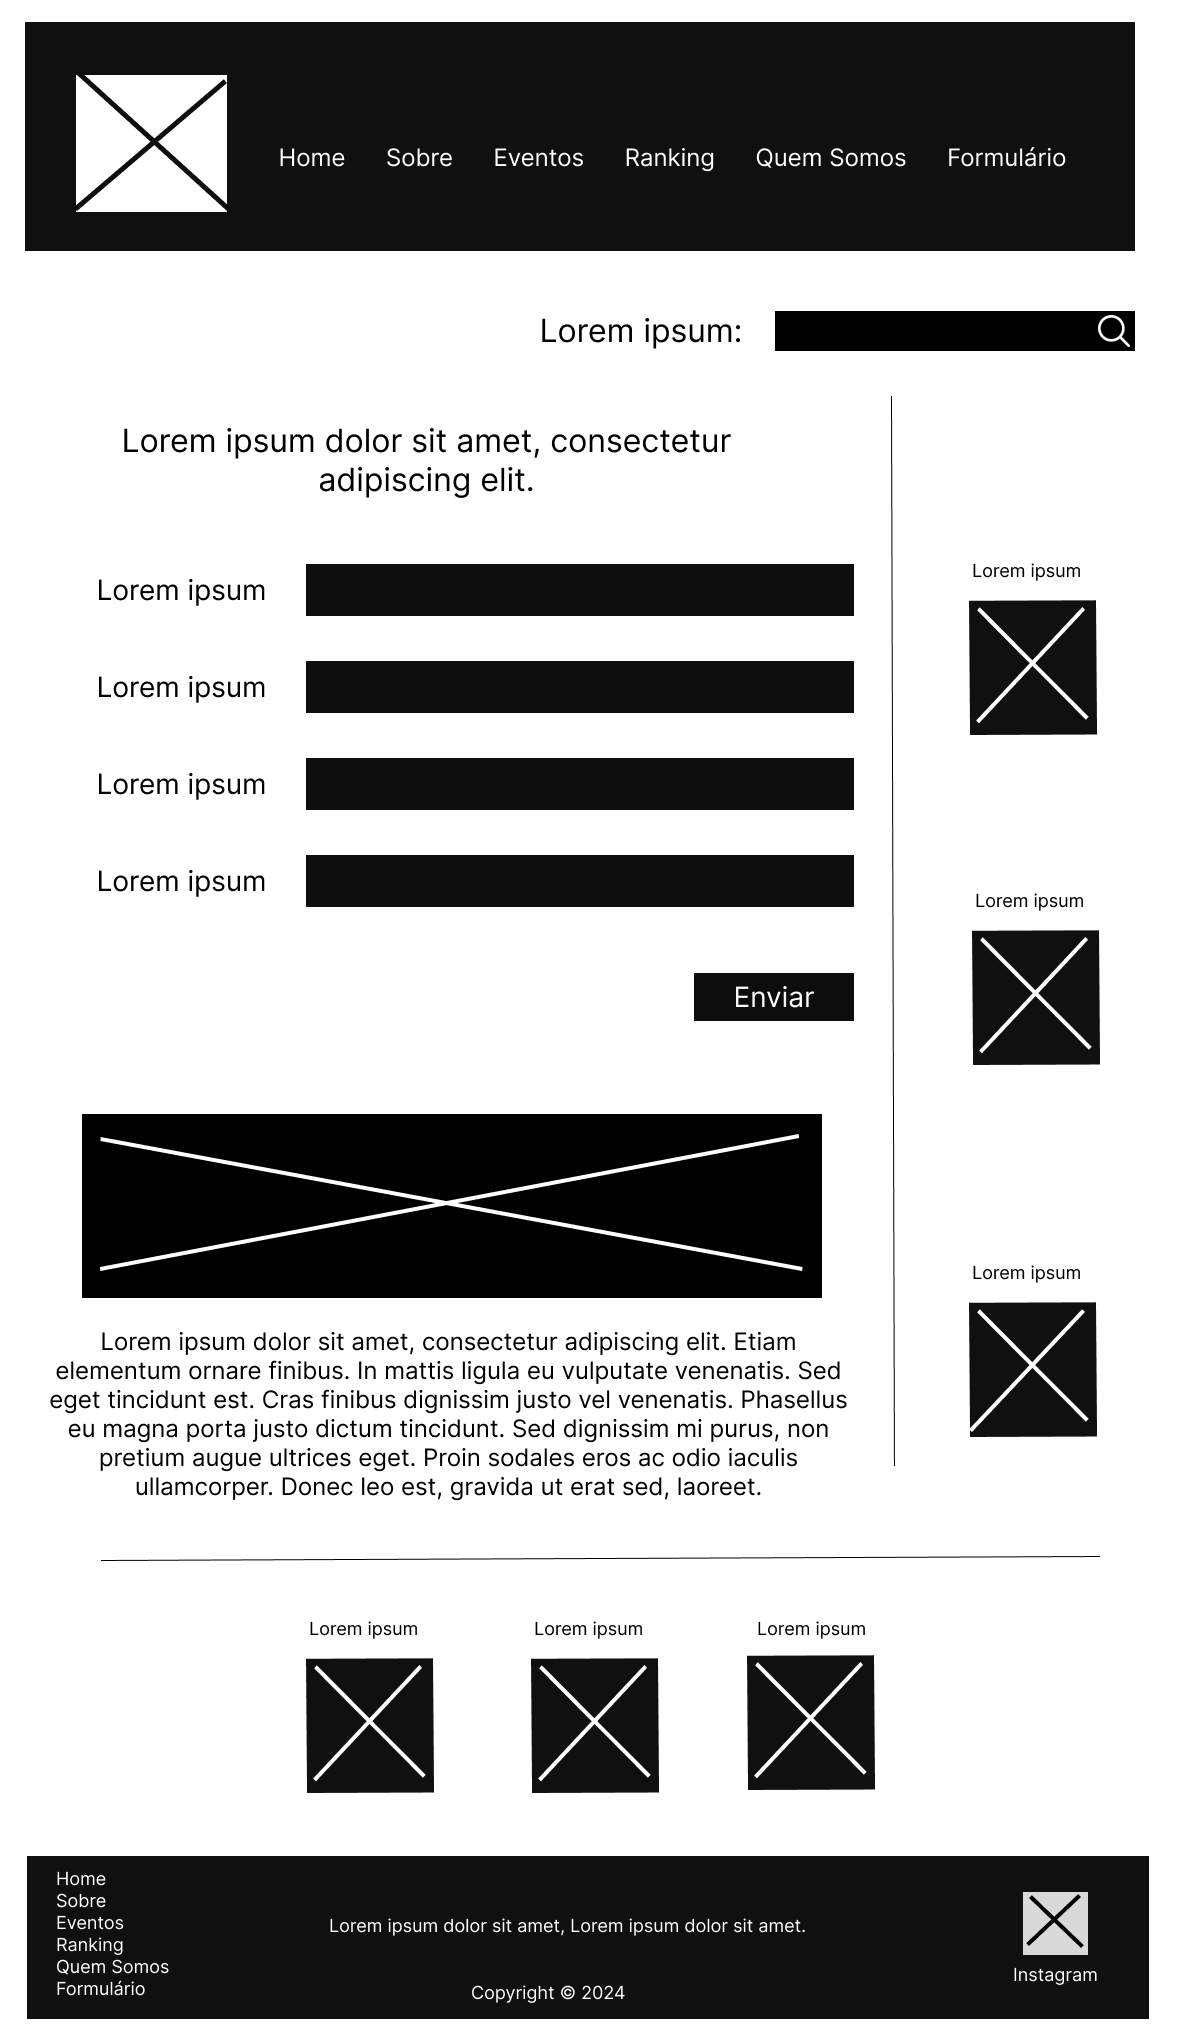 Home Sobre Eventos Ranking Quem Somos Formulário
Lorem ipsum:
Lorem ipsum dolor sit amet, consectetur
adipiscing elit.
Lorem ipsum
Lorem ipsum
Lorem ipsum
Lorem ipsum
Enviar
Lorem ipsum dolor sit amet, consectetur adipiscing elit. Etiam
elementum ornare finibus. In mattis ligula eu vulputate venenatis. Sed
eget tincidunt est. Cras finibus dignissim justo vel venenatis. Phasellus
eu magna porta justo dictum tincidunt. Sed dignissim mi purus, non
pretium augue ultrices eget. Proin sodales eros ac odio iaculis
ullamcorper. Donec leo est, gravida ut erat sed, laoreet.
Lorem ipsum
Lorem ipsum
Lorem ipsum
Lorem ipsum
Lorem ipsum
Lorem ipsum
Home
Sobre
Eventos
Ranking
Quem Somos
Formulário
Lorem ipsum dolor sit amet, Lorem ipsum dolor sit amet.
Copyright © 2024
Instagram